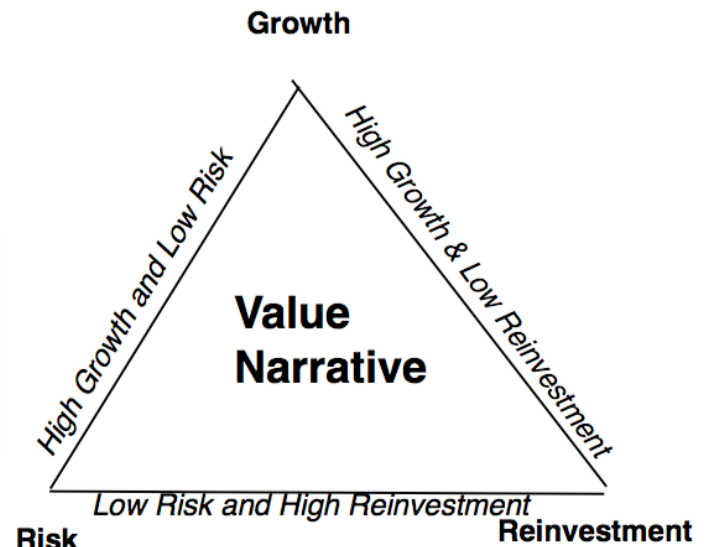 Growth
High Growth and Low Risk
High Growth & Low Reinvestment
Value
Narrative
Low Risk and High Reinvestment
Risk
Reinvestment